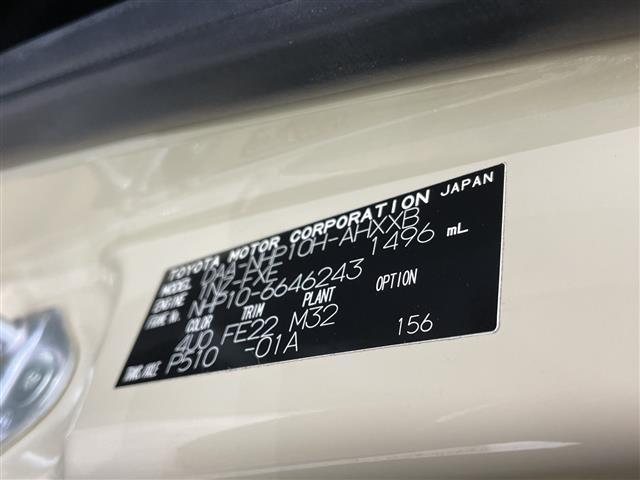 TOYOTA MOTOR CORPORATION JAPAN
MODEL DAA-NHP10H-AHXXB
ENGINE 1NZ-FXE 1496 mL
FRAME No. NHP10-6646243
COLOR TRIM PLANT OPTION
4U0 FE22 M32
TRANS./AXLE P510 -01A 156